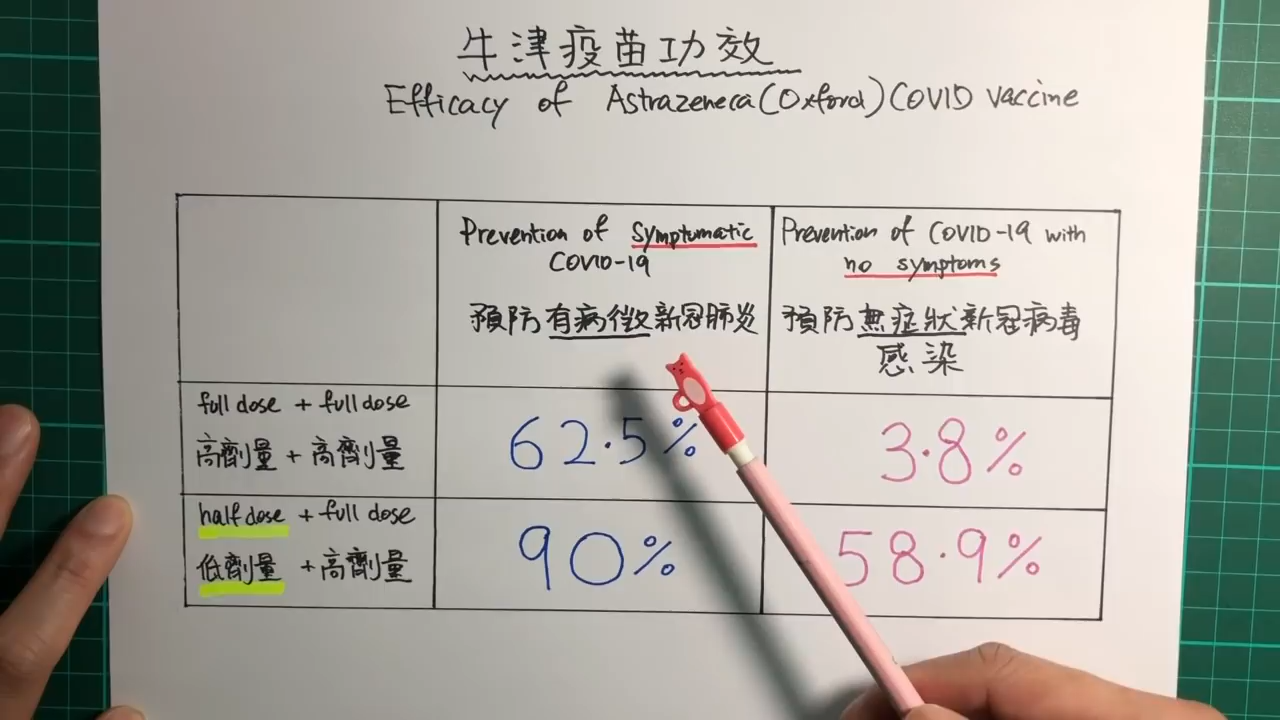 牛津疫苗功效
Efficacy of Astrazeneca(Oxford)COVID vaccine
Prevention of Symptomatic
COVID-19
預防有病徵新冠肺炎
Prevention of COVID-19 with
no symptoms
預防無症狀新冠病毒
感染
full dose + full dose
高劑量 + 高劑量
62.5%
3.8%
half dose + full dose
低劑量 + 高劑量
90%
58.9%